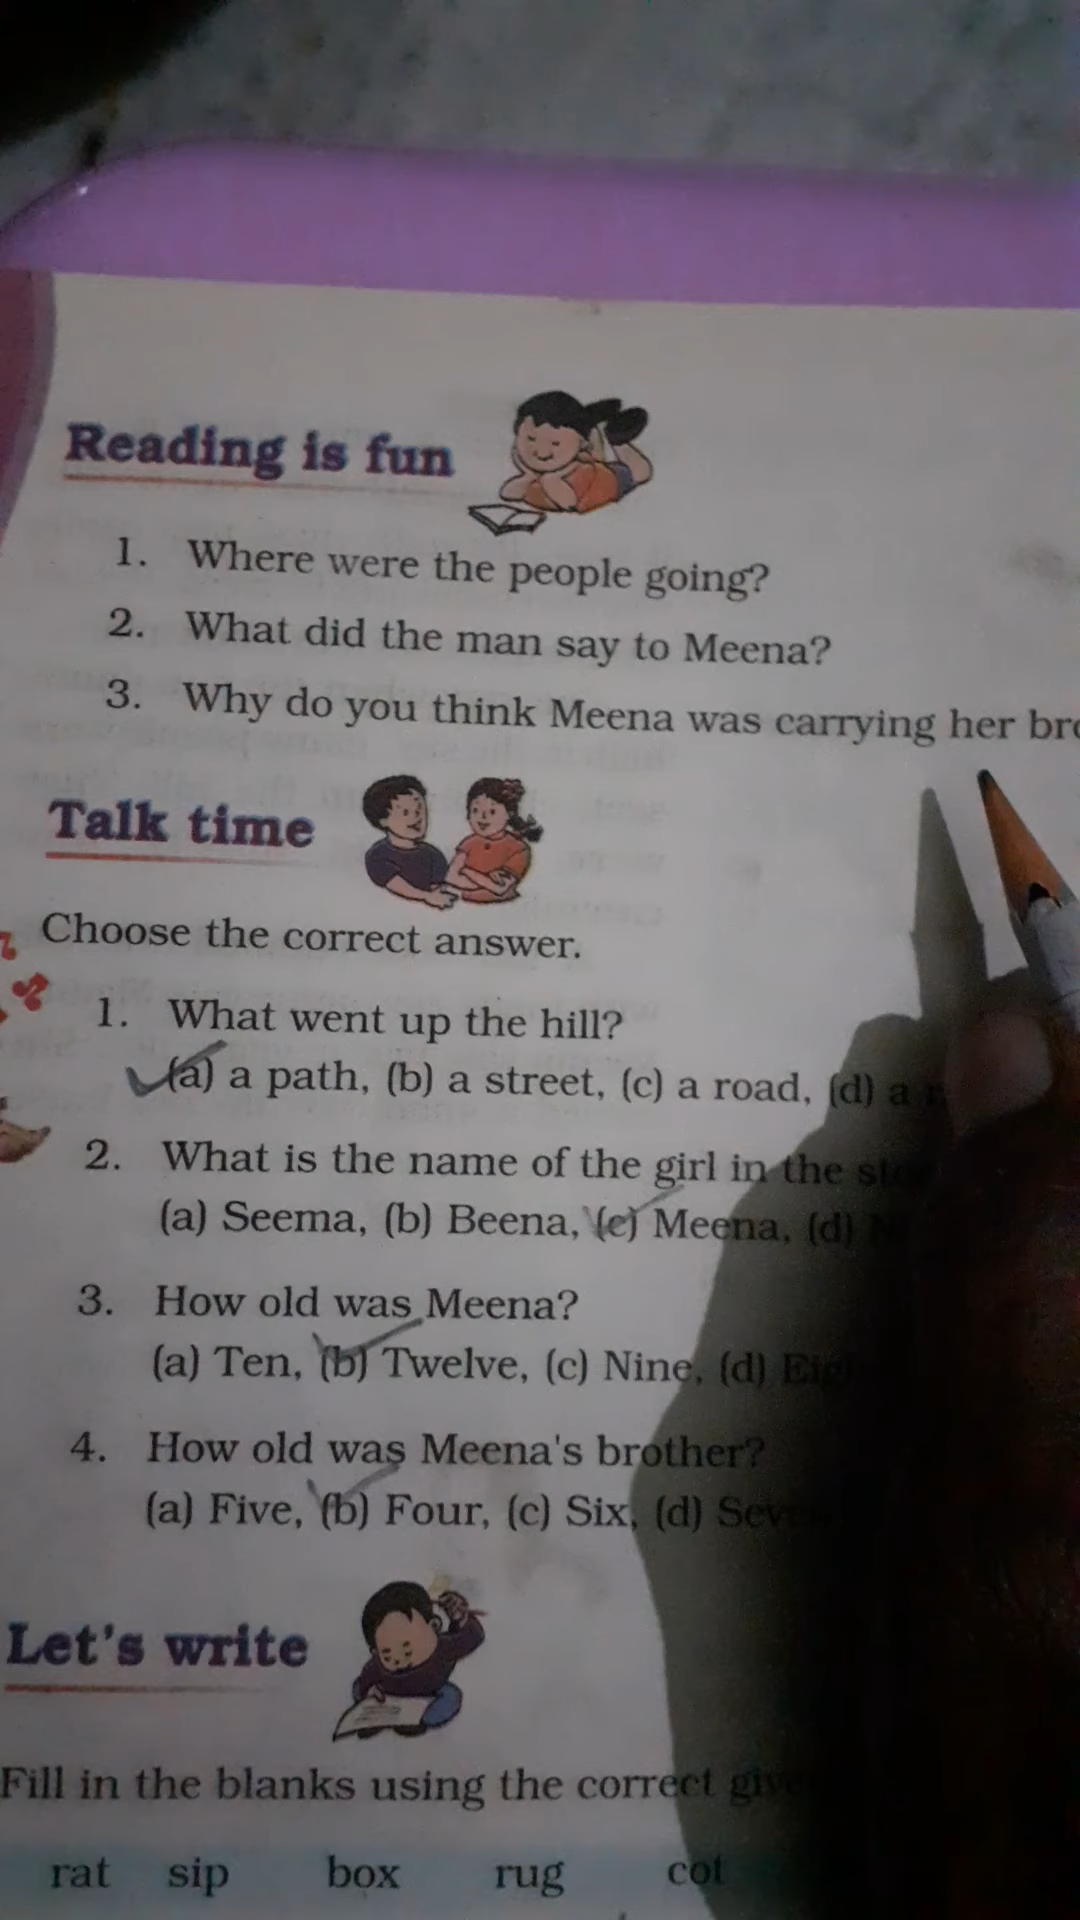 Reading is fun
1. Where were the people going?
2. What did the man say to Meena?
3. Why do you think Meena was carrying her
Talk time
Choose the correct answer.
1. What went up the hill?
(a) a path, (b) a street, (c) a road, (d) a
2. What is the name of the girl in the
(a) Seema, (b) Beena, (c) Meena, (d)
3. How old was Meena?
(a) Ten, (b) Twelve, (c) Nine, (d)
4. How old was Meena's brother?
(a) Five, (b) Four, (c) Six, (d)
Let's write
Fill in the blanks using the correct
rat sip box rug cot